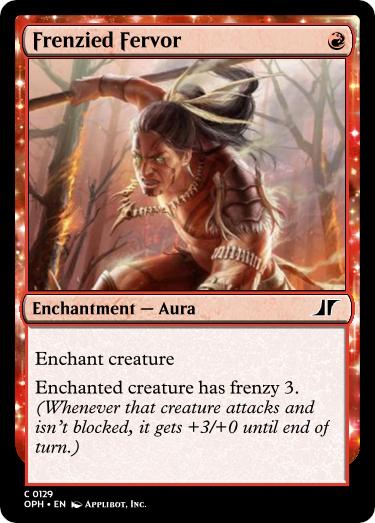 Frenzied Fervor
Enchantment — Aura
Enchant creature
Enchanted creature has frenzy 3.
(Whenever that creature attacks and
isn't blocked, it gets +3/+0 until end of
turn.)
C 0129
OPH • EN Applibot, Inc.